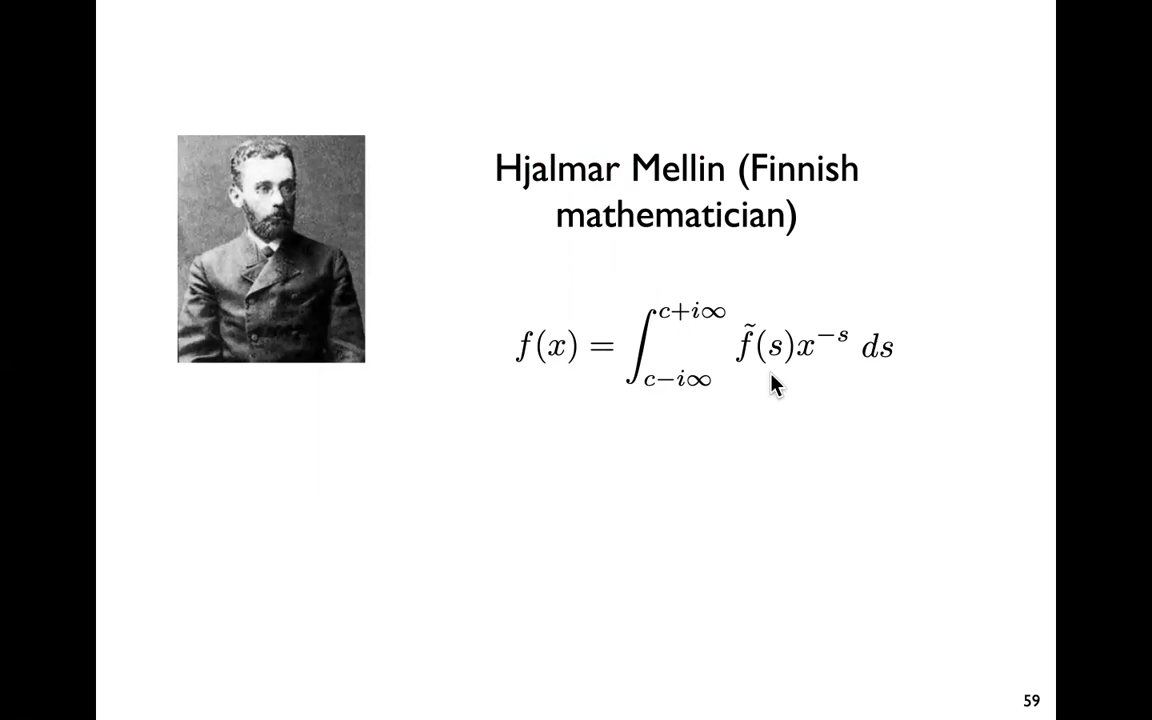 Hjalmar Mellin (Finnish
mathematician)
f(x) = ∫_{c−i∞}^{c+i∞} f̃(s)x^{−s} ds
59